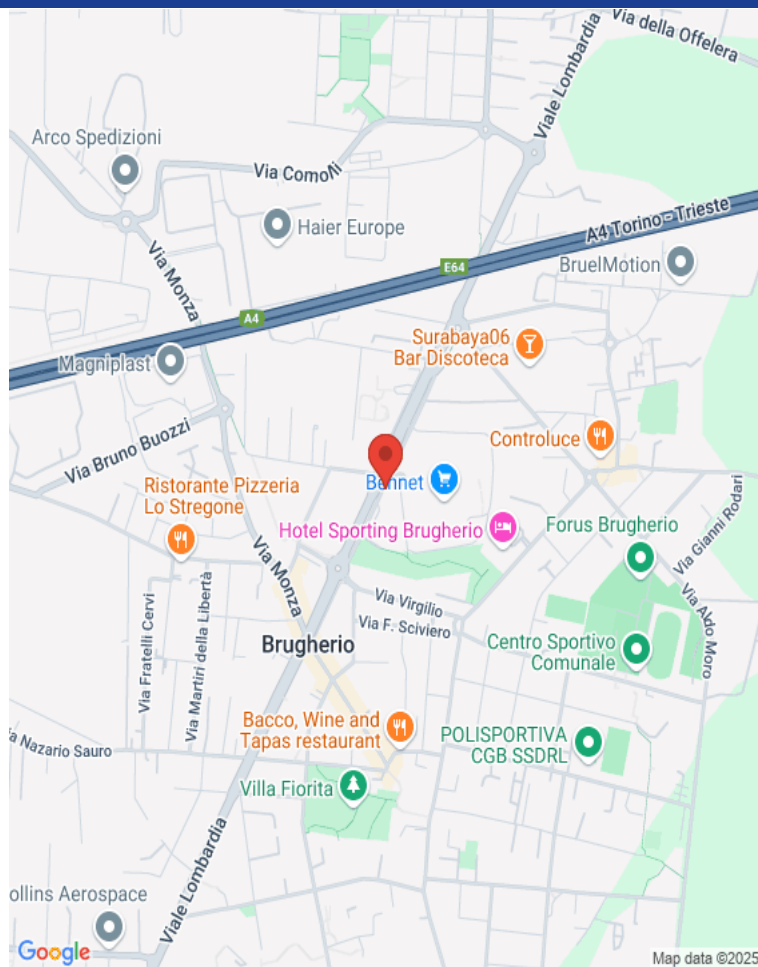 Via della Offelera
Viale Lombardia
Arco Spedizioni
Via Comolli
Haier Europe
A4 Torino - Trieste
Via Monza
E64
BruelMotion
A4
Surabaya06
Bar Discoteca
Magniplast
Controluce
Via Bruno Buozzi
Bennet
Ristorante Pizzeria
Lo Stregone
Hotel Sporting Brugherio
Forus Brugherio
Via Gianni Rodari
Via Monza
Via Fratelli Cervi
Via Martiri della Libertà
Via Virgilio
Via F. Sciviero
Via Aldo Moro
Brugherio
Centro Sportivo
Comunale
Bacco, Wine and
Tapas restaurant
POLISPORTIVA
CGB SSDRL
ia Nazario Sauro
Villa Fiorita
Viale Lombardia
ollins Aerospace
Google
Map data ©2025